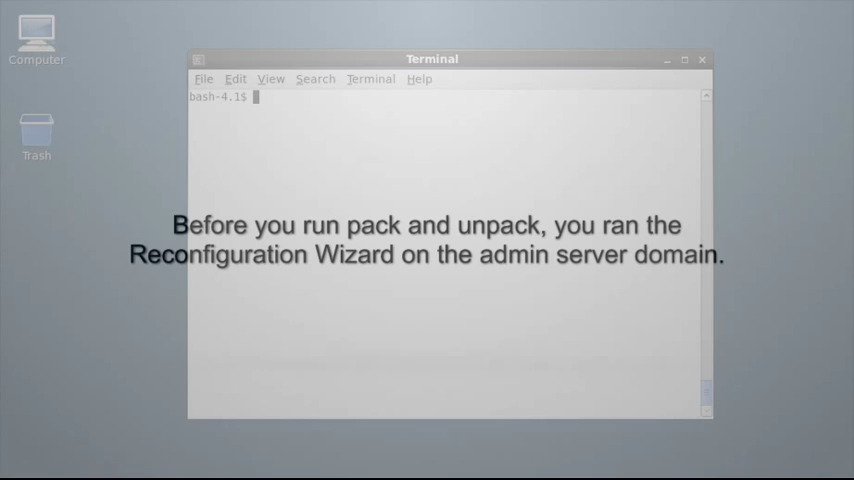 Computer
Trash
Terminal
File Edit View Search Terminal Help
bash-4.1$
Before you run pack and unpack, you ran the
Reconfiguration Wizard on the admin server domain.